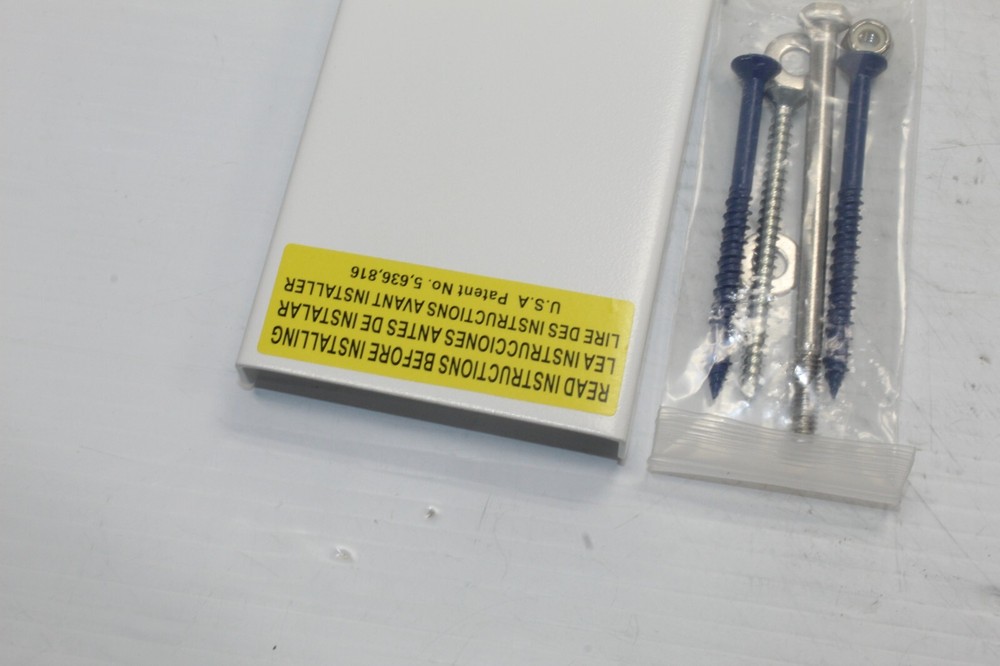 READ INSTRUCTIONS BEFORE INSTALLING
LEA INSTRUCCIONES ANTES DE INSTALAR
LIRE DES INSTRUCTIONS AVANT INSTALLER
U.S.A Patent No. 5,636,816